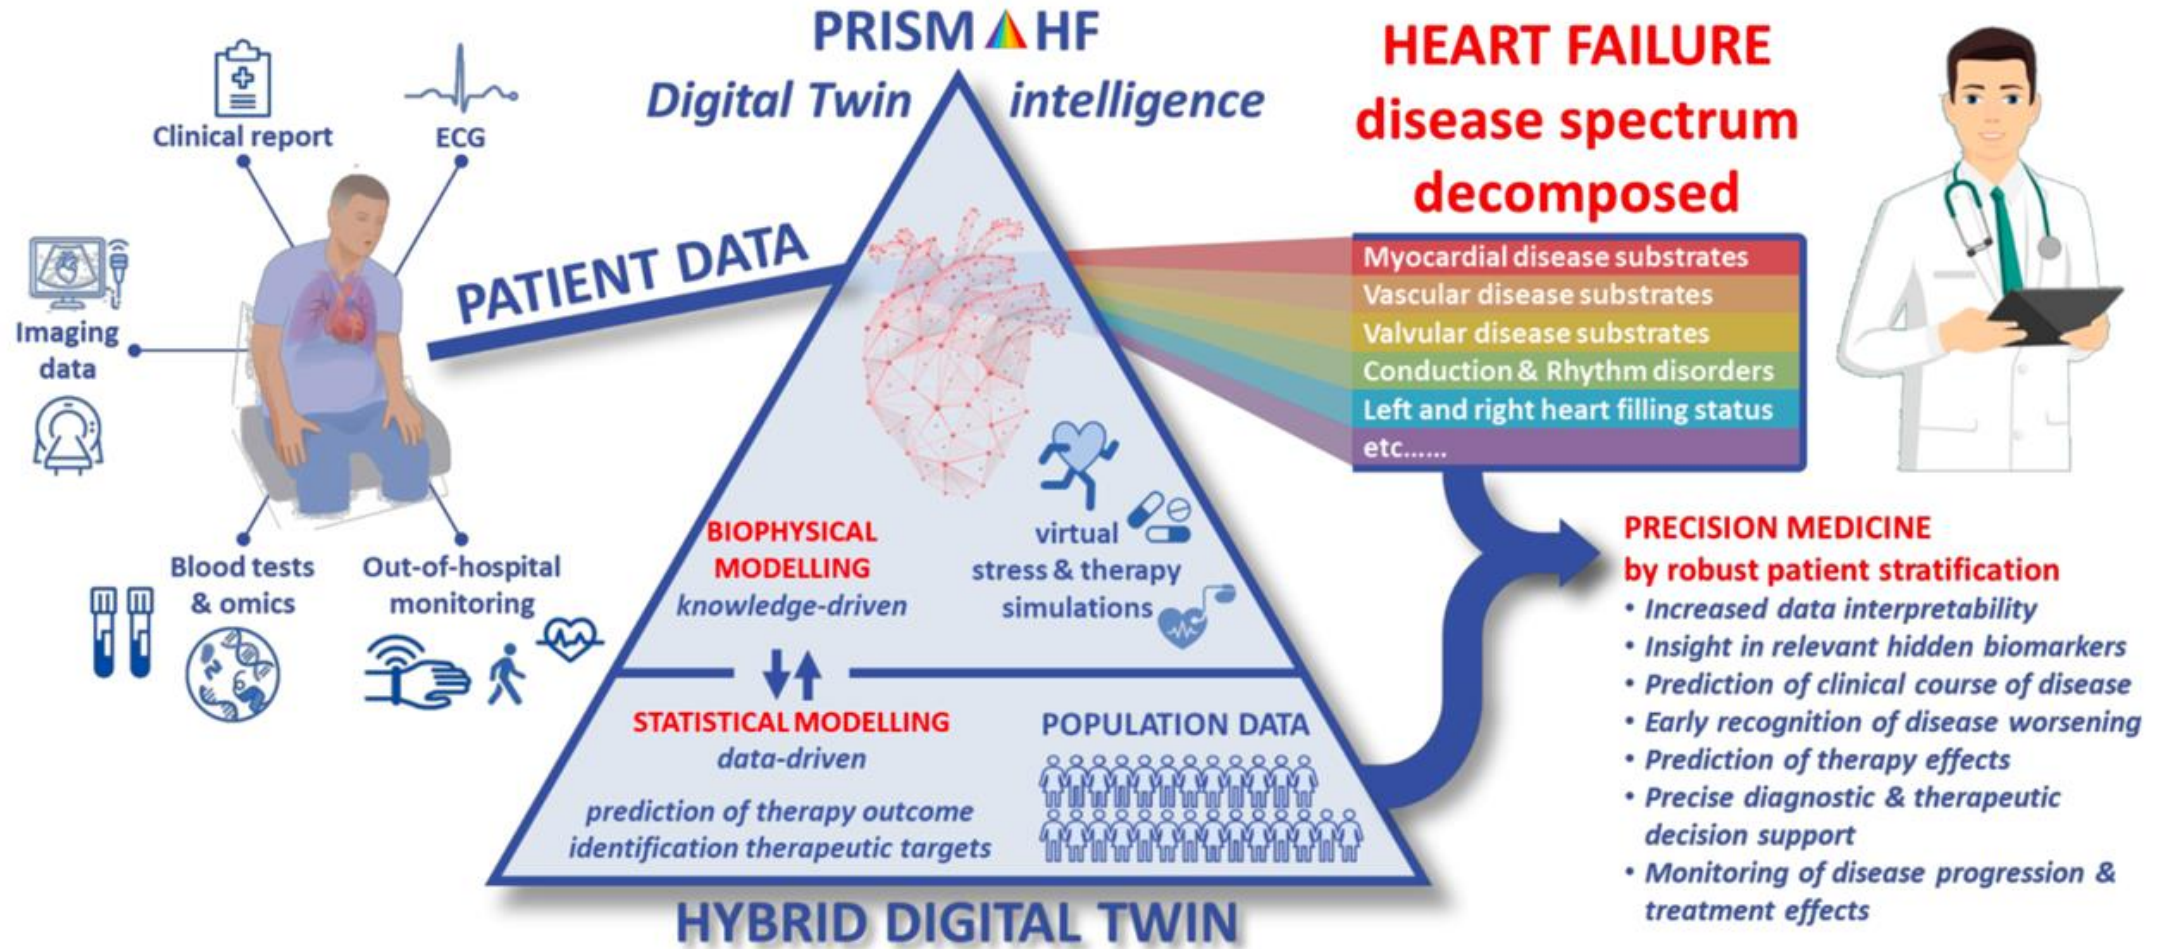 PRISM HF
Digital Twin intelligence
Clinical report
ECG
Imaging
data
Blood tests
& omics
Out-of-hospital
monitoring
PATIENT DATA
BIOPHYSICAL
MODELLING
knowledge-driven
virtual
stress & therapy
simulations
STATISTICAL MODELLING
data-driven
prediction of therapy outcome
identification therapeutic targets
POPULATION DATA
HYBRID DIGITAL TWIN
HEART FAILURE
disease spectrum
decomposed
Myocardial disease substrates
Vascular disease substrates
Valvular disease substrates
Conduction & Rhythm disorders
Left and right heart filling status
etc......
PRECISION MEDICINE
by robust patient stratification
• Increased data interpretability
• Insight in relevant hidden biomarkers
• Prediction of clinical course of disease
• Early recognition of disease worsening
• Prediction of therapy effects
• Precise diagnostic & therapeutic
decision support
• Monitoring of disease progression &
treatment effects